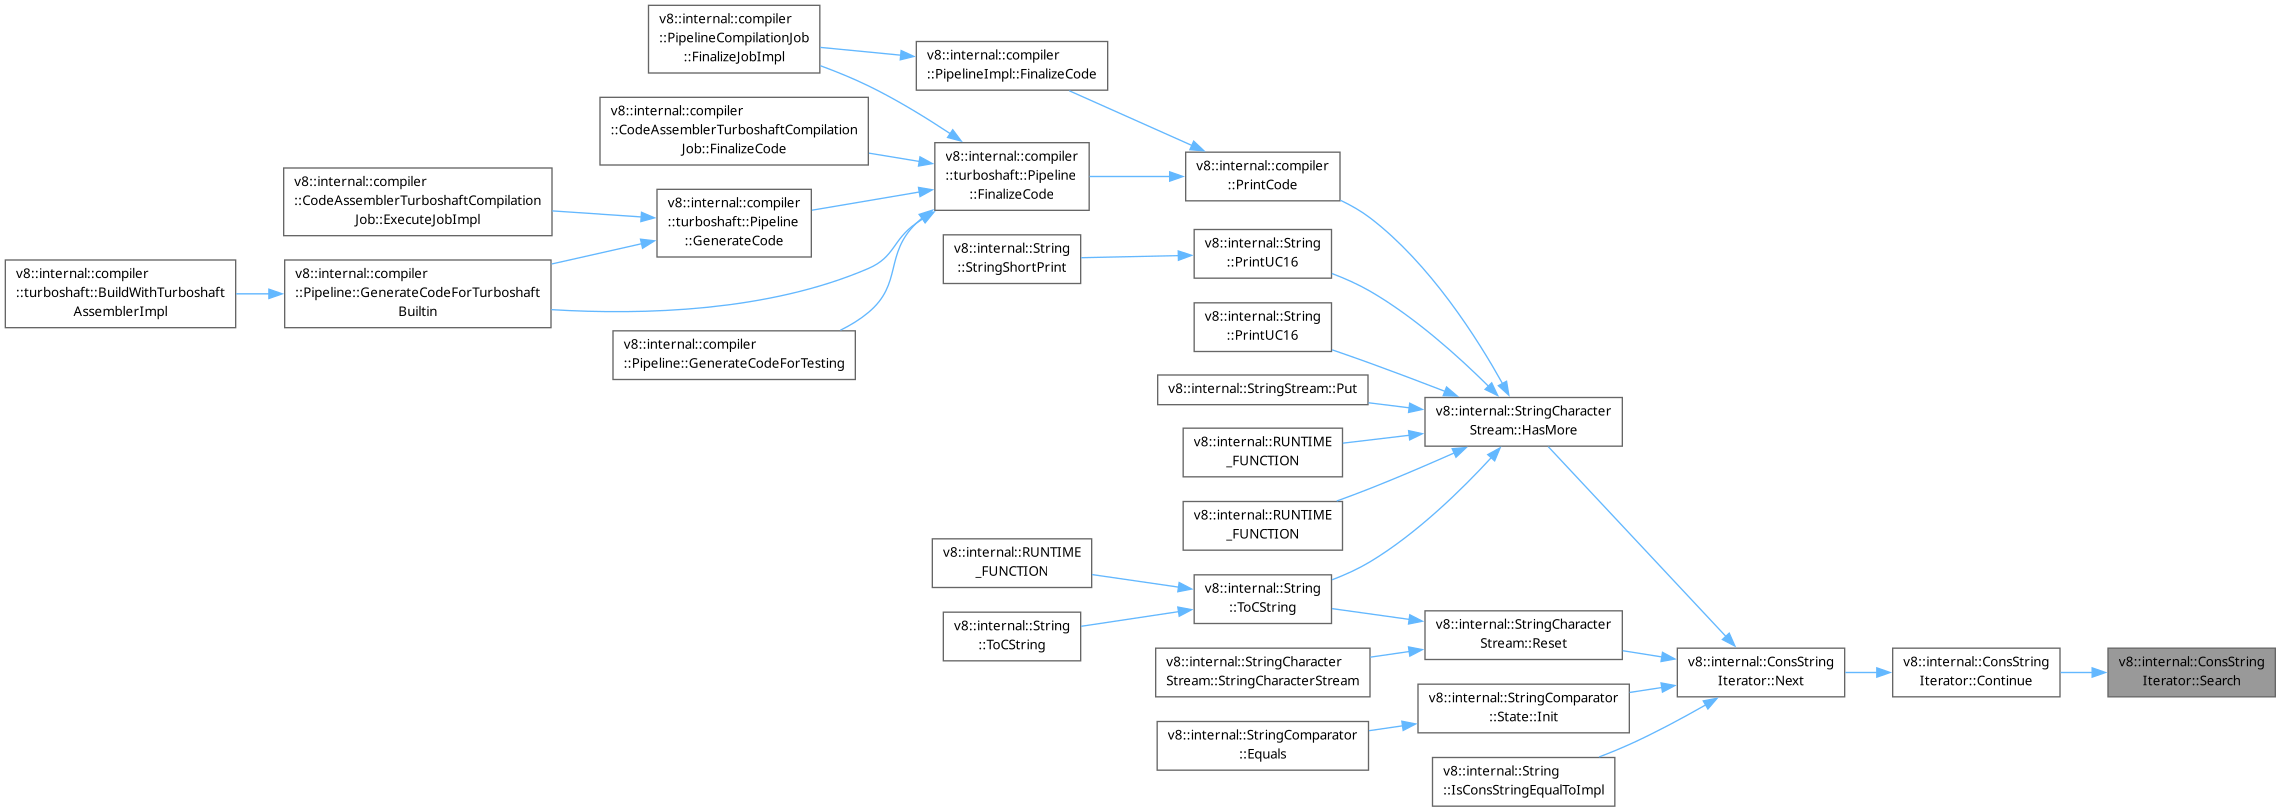 v8::internal::compiler
::PipelineCompilationJob
::FinalizeJobImpl
v8::internal::compiler
::PipelineImpl::FinalizeCode
v8::internal::compiler
::CodeAssemblerTurboshaftCompilation
Job::FinalizeCode
v8::internal::compiler
::turboshaft::Pipeline
::FinalizeCode
v8::internal::compiler
::PrintCode
v8::internal::compiler
::CodeAssemblerTurboshaftCompilation
Job::ExecuteJobImpl
v8::internal::compiler
::turboshaft::Pipeline
::GenerateCode
v8::internal::String
::StringShortPrint
v8::internal::String
::PrintUC16
v8::internal::compiler
::turboshaft::BuildWithTurboshaft
AssemblerImpl
v8::internal::compiler
::Pipeline::GenerateCodeForTurboshaft
Builtin
v8::internal::compiler
::Pipeline::GenerateCodeForTesting
v8::internal::String
::PrintUC16
v8::internal::StringStream::Put
v8::internal::StringCharacter
Stream::HasMore
v8::internal::RUNTIME
_FUNCTION
v8::internal::RUNTIME
_FUNCTION
v8::internal::RUNTIME
_FUNCTION
v8::internal::String
::ToCString
v8::internal::String
::ToCString
v8::internal::StringCharacter
Stream::Reset
v8::internal::StringCharacter
Stream::StringCharacterStream
v8::internal::ConsString
Iterator::Next
v8::internal::ConsString
Iterator::Continue
v8::internal::ConsString
Iterator::Search
v8::internal::StringComparator
::State::Init
v8::internal::StringComparator
::Equals
v8::internal::String
::IsConsStringEqualToImpl